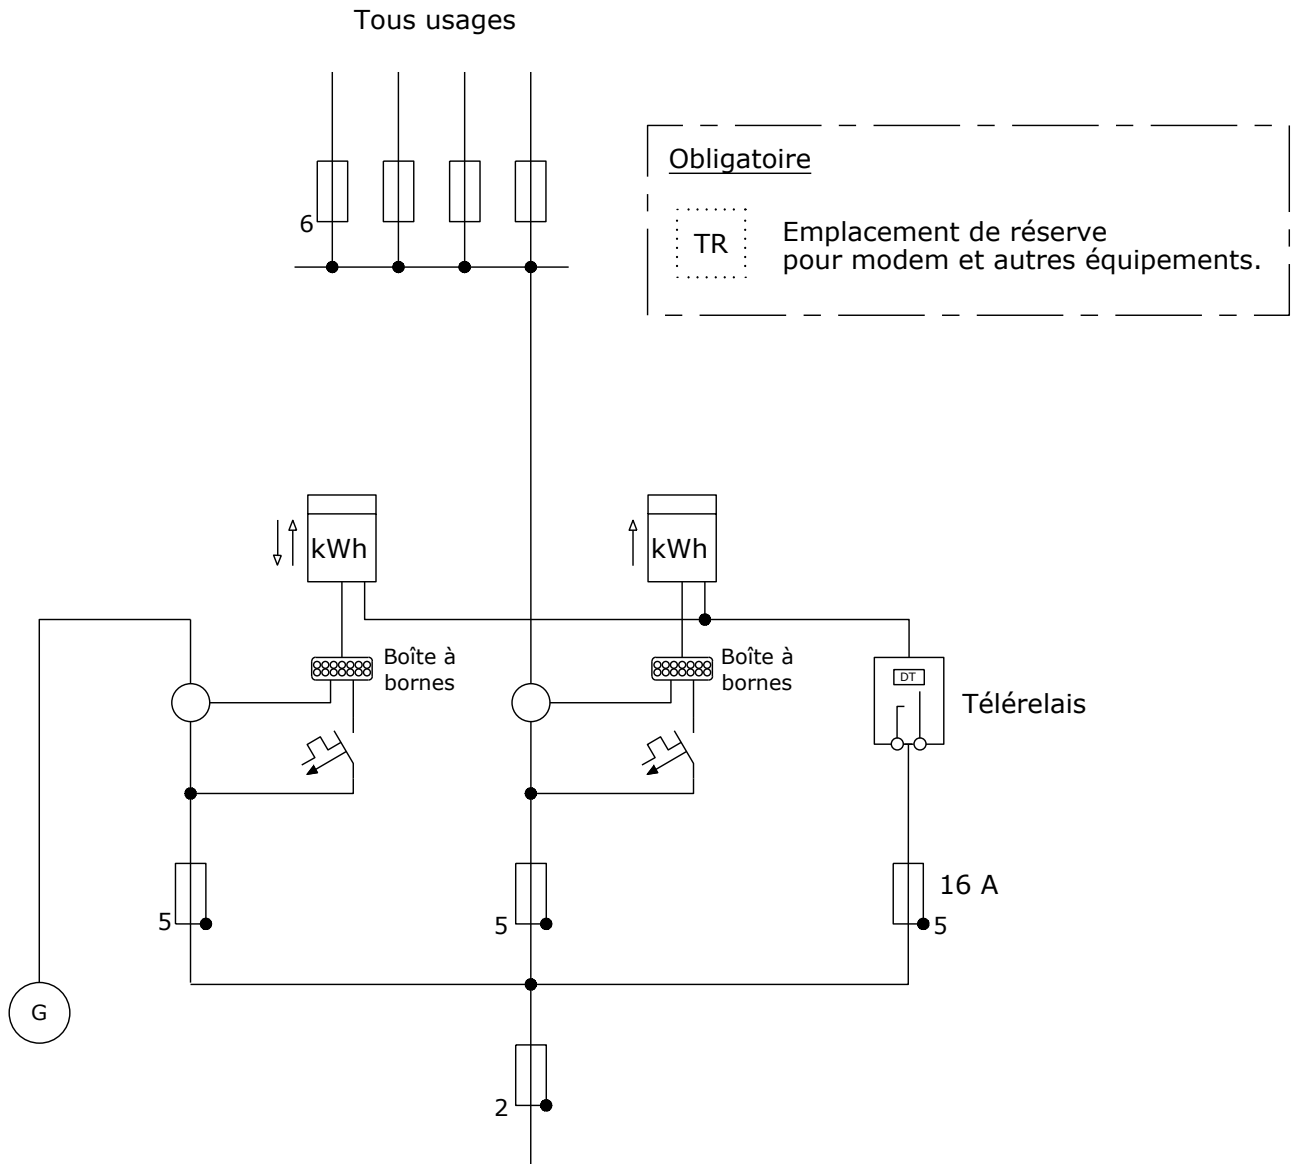 Tous usages
Obligatoire
TR
Emplacement de réserve
pour modem et autres équipements.
6
kWh
kWh
Boîte à
bornes
Boîte à
bornes
DT
Télérelais
16 A
5
5
5
G
2